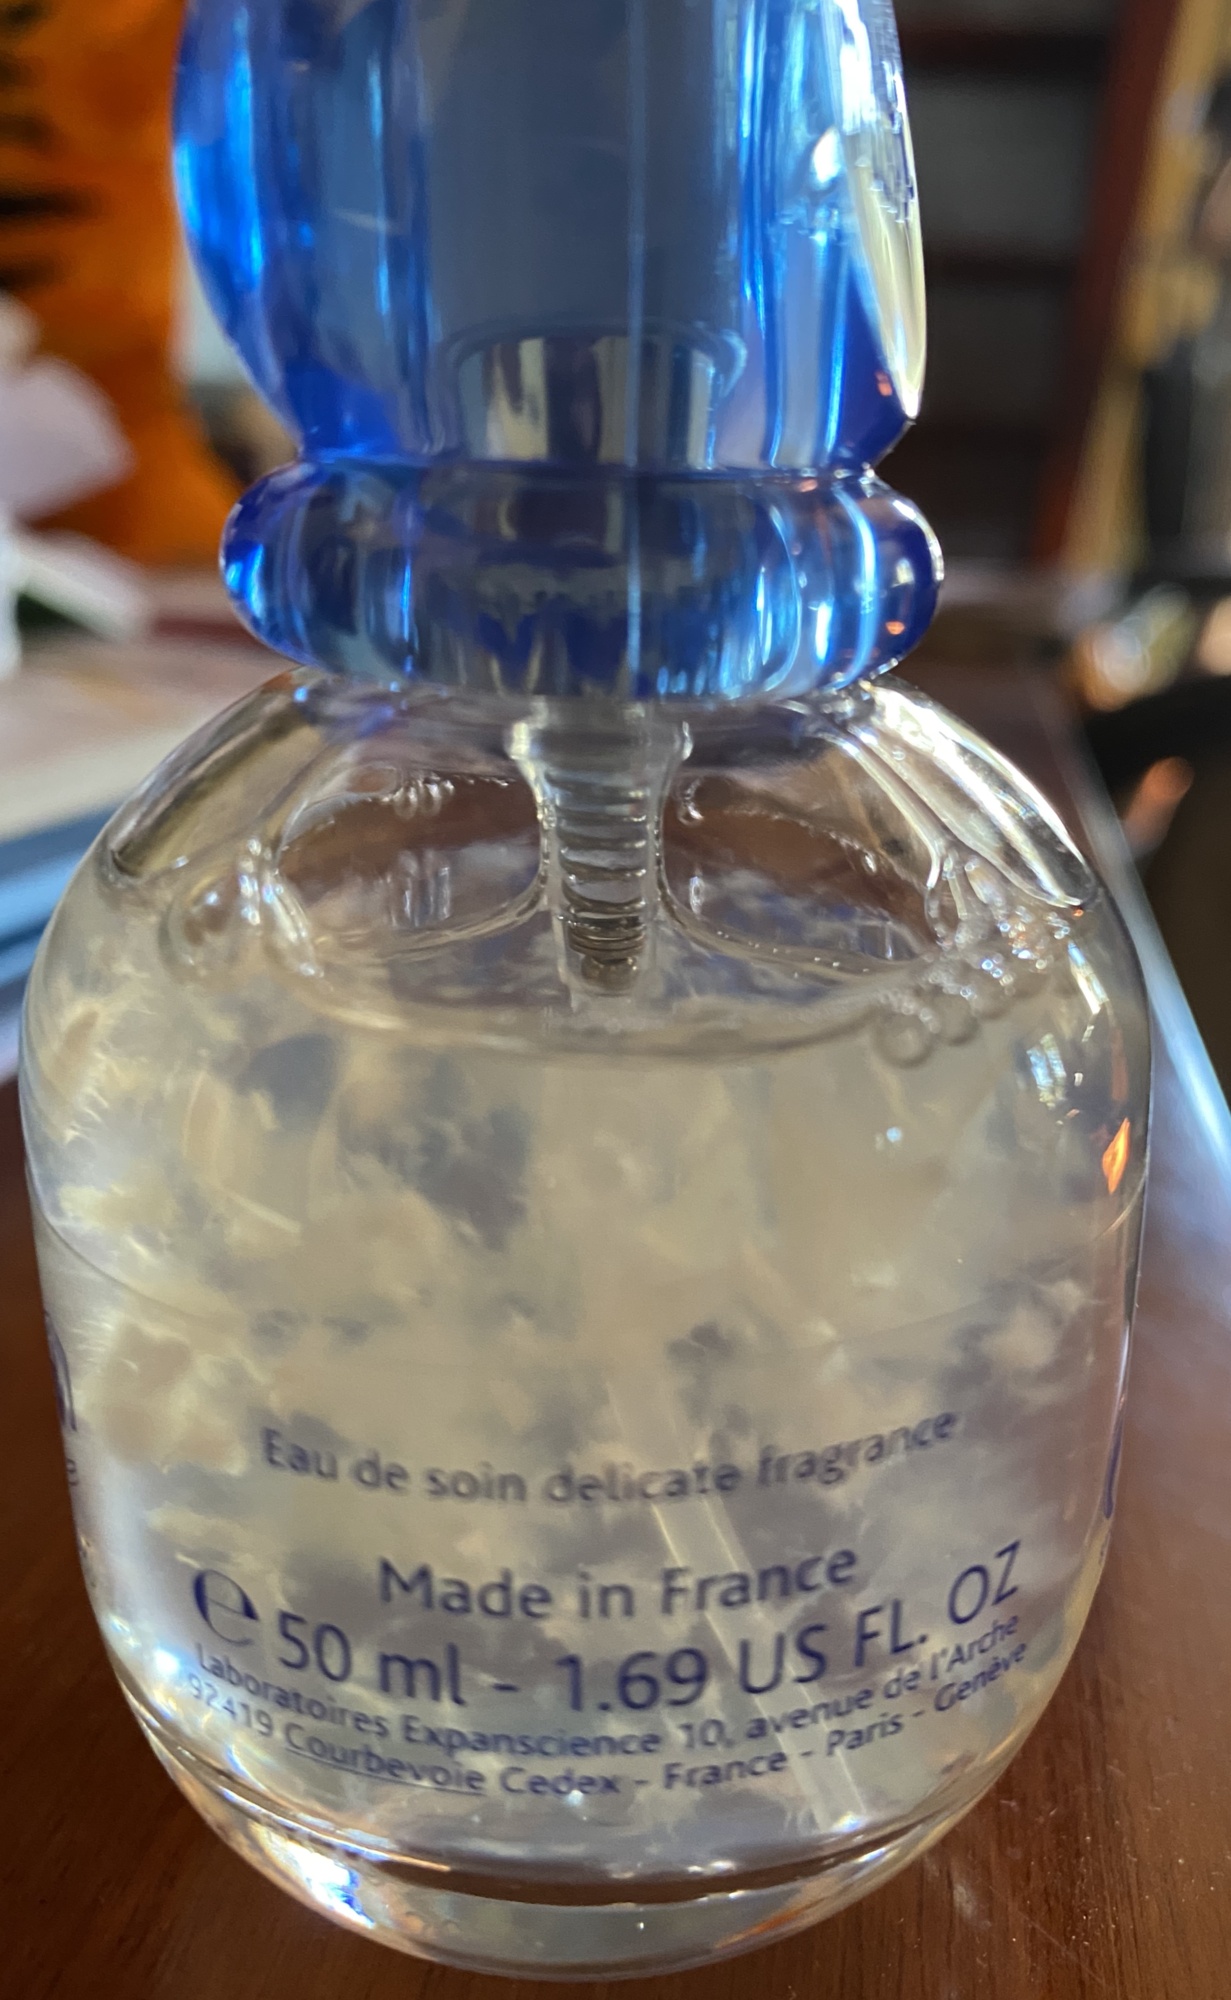 Eau de soin delicate fragrance
Made in France
e 50 ml - 1.69 US FL. OZ
Laboratoires Expanscience 10, avenue de l'Arche
92419 Courbevoie Cedex - France - Paris - Genève